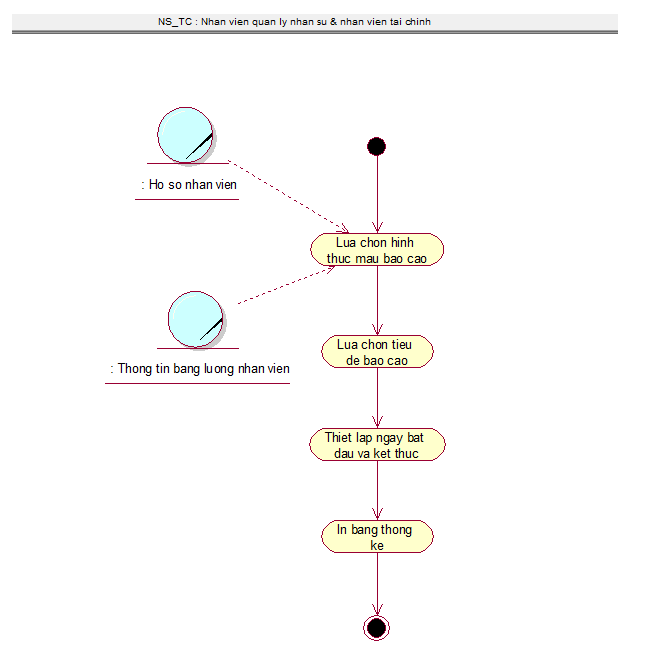 NS_TC : Nhan vien quan ly nhan su & nhan vien tai chinh
: Ho so nhan vien
Lua chon hinh
thuc mau bao cao
Lua chon tieu
de bao cao
: Thong tin bang luong nhan vien
Thiet lap ngay bat
dau va ket thuc
In bang thong
ke